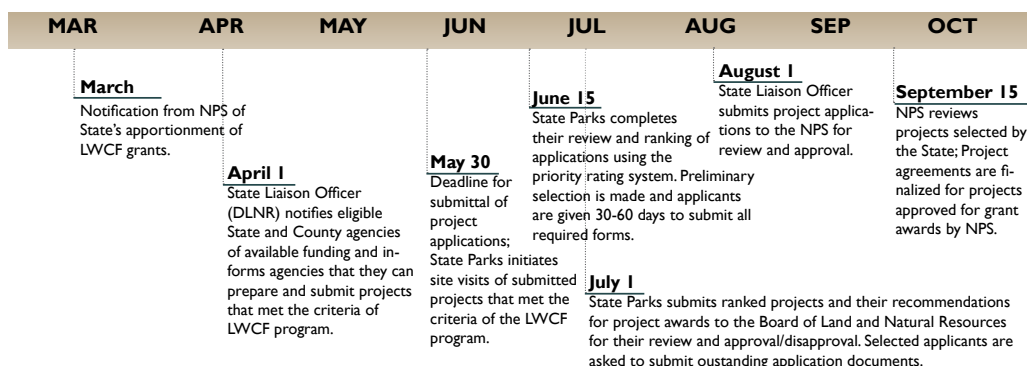 MAR APR MAY JUN JUL AUG SEP OCT
March
Notification from NPS of
State's apportionment of
LWCF grants.
April 1
State Liaison Officer
(DLNR) notifies eligible
State and County agencies
of available funding and in-
forms agencies that they can
prepare and submit projects
that met the criteria of
LWCF program.
May 30
Deadline for
submittal of
project
applications;
State Parks initiates
site visits of submitted
projects that met the
criteria of the LWCF
program.
June 15
State Parks completes
their review and ranking of
applications using the
priority rating system. Preliminary
selection is made and applicants
are given 30-60 days to submit all
required forms.
July 1
State Parks submits ranked projects and their recommendations
for project awards to the Board of Land and Natural Resources
for their review and approval/disapproval. Selected applicants are
asked to submit oustanding application documents.
August 1
State Liaison Officer
submits project applica-
tions to the NPS for
review and approval.
September 15
NPS reviews
projects selected by
the State; Project
agreements are fi-
nalized for projects
approved for grant
awards by NPS.